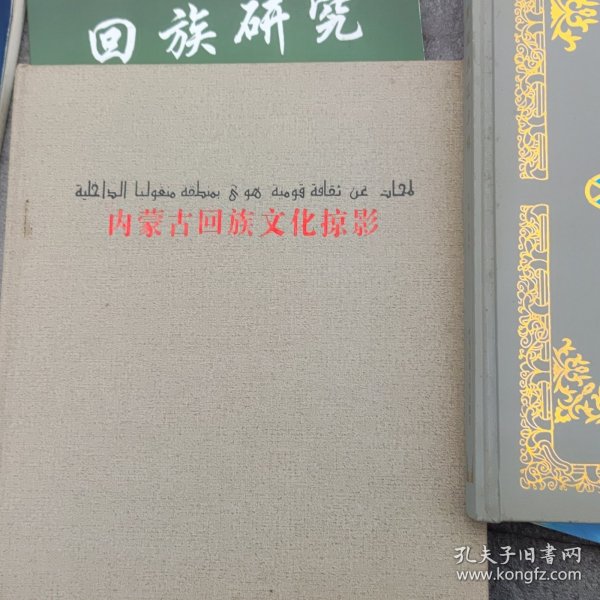 回族研究
لمحات عن ثقافة قومية هوي بمنطقة منغوليا الداخلية
内蒙古回族文化掠影
孔夫子旧书网
www.kongfz.com